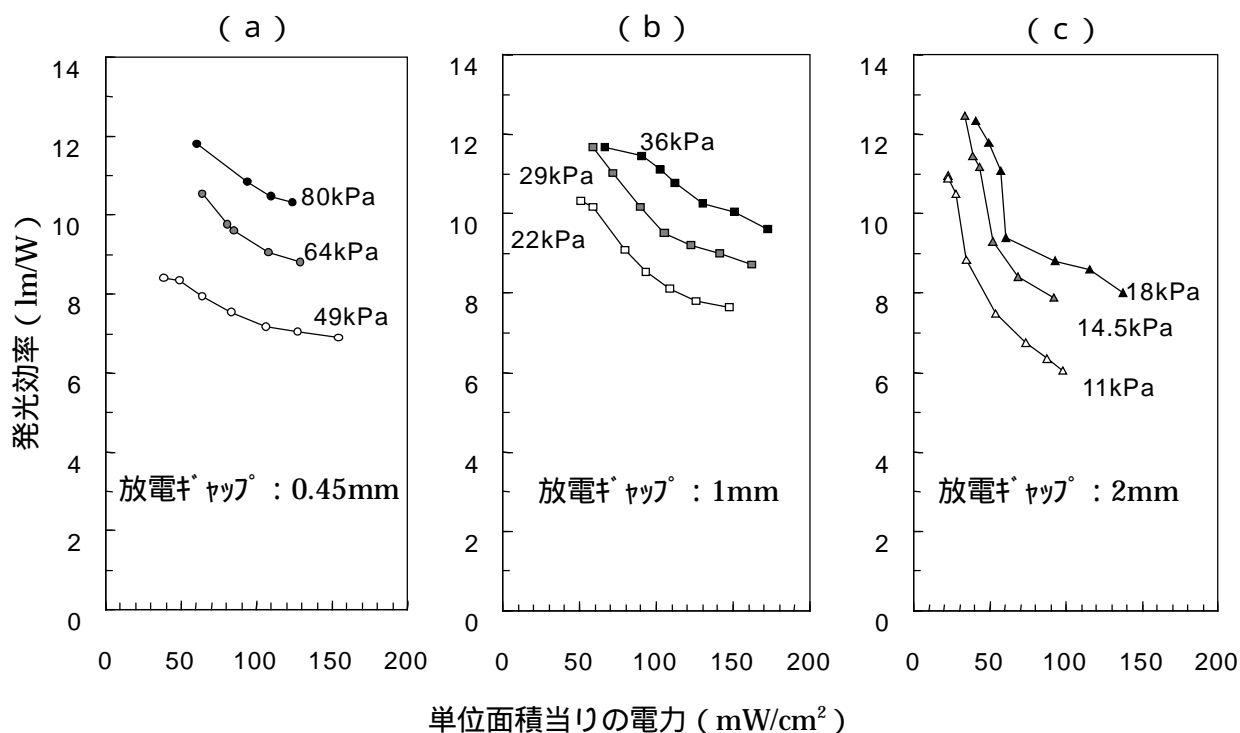 ( a )
( b )
( c )
発光効率 ( lm/W )
14
12
10
8
6
4
2
0
80kPa
64kPa
49kPa
放電ｷﾞｬｯﾌﾟ : 0.45mm
0 50 100 150 200
14
12
10
8
6
4
2
0
36kPa
29kPa
22kPa
放電ｷﾞｬｯﾌﾟ : 1mm
0 50 100 150 200
14
12
10
8
6
4
2
0
18kPa
14.5kPa
11kPa
放電ｷﾞｬｯﾌﾟ : 2mm
0 50 100 150 200
単位面積当りの電力 ( mW/cm² )